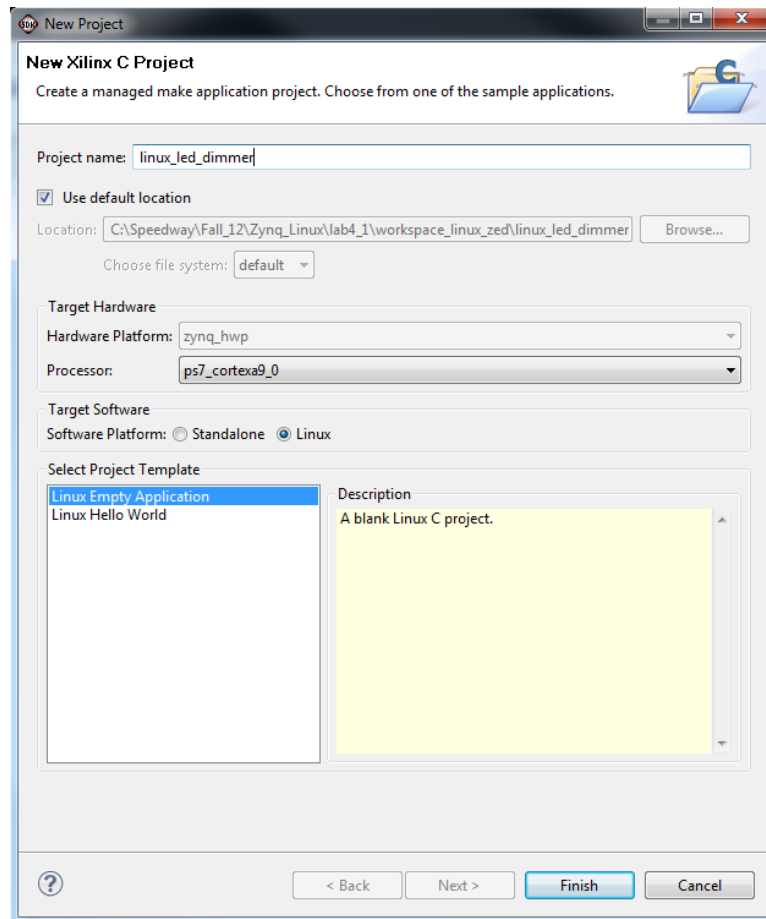 SDK New Project
New Xilinx C Project
Create a managed make application project. Choose from one of the sample applications.
C
Project name: linux_led_dimmer
Use default location
Location: C:\Speedway\Fall_12\Zynq_Linux\lab4_1\workspace_linux_zed\linux_led_dimmer Browse...
Choose file system: default
Target Hardware
Hardware Platform: zynq_hwp
Processor: ps7_cortexa9_0
Target Software
Software Platform: Standalone Linux
Select Project Template
Linux Empty Application
Linux Hello World
Description
A blank Linux C project.
? < Back Next > Finish Cancel